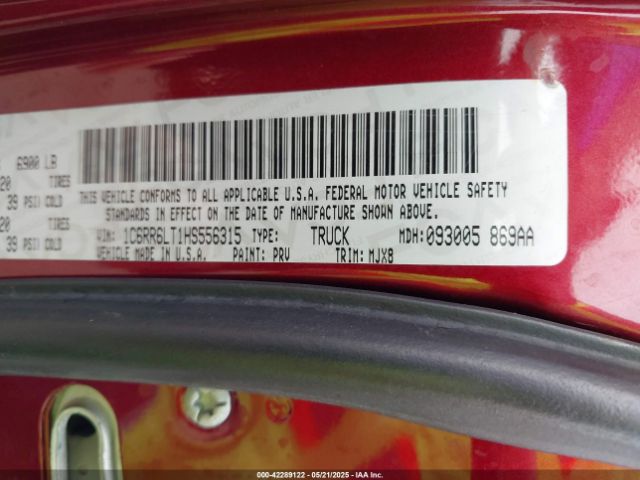 6900 LB
20 TIRES THIS VEHICLE CONFORMS TO ALL APPLICABLE U.S.A. FEDERAL MOTOR VEHICLE SAFETY
39 PSI/ COLD STANDARDS IN EFFECT ON THE DATE OF MANUFACTURE SHOWN ABOVE.
20 TIRES VIN: 1C6RR6LT1HS556315 TYPE: TRUCK MDH:093005 869AA
39 PSI/ COLD VEHICLE MADE IN U.S.A. PAINT: PRV TRIM: MJX8
000-42289122 - 05/21/2025 - IAA Inc.